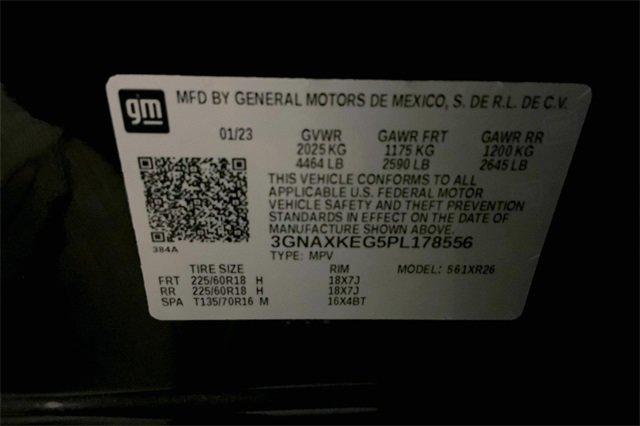 gm
MFD BY GENERAL MOTORS DE MEXICO, S. DE R.L. DE C.V.
01/23 GVWR GAWR FRT GAWR RR
2025 KG 1175 KG 1200 KG
4464 LB 2590 LB 2645 LB
THIS VEHICLE CONFORMS TO ALL
APPLICABLE U.S. FEDERAL MOTOR
VEHICLE SAFETY AND THEFT PREVENTION
STANDARDS IN EFFECT ON THE DATE OF
MANUFACTURE SHOWN ABOVE.
384A
3GNAXKEG5PL178556
TYPE: MPV
TIRE SIZE RIM MODEL: 561XR26
FRT 225/60R18 H 18X7J
RR 225/60R18 H 18X7J
SPA T135/70R16 M 16X4BT